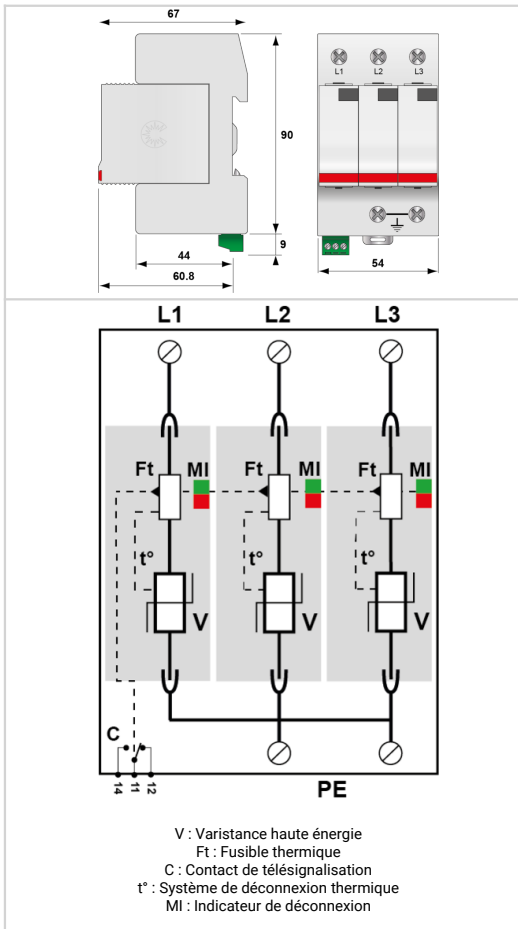 67
L1 L2 L3
90
9
44
60.8
54
L1 L2 L3
Ft MI Ft MI Ft MI
t° t° t°
V V V
C
14 11 12
PE
V : Varistance haute énergie
Ft : Fusible thermique
C : Contact de télésignalisation
t° : Système de déconnexion thermique
MI : Indicateur de déconnexion